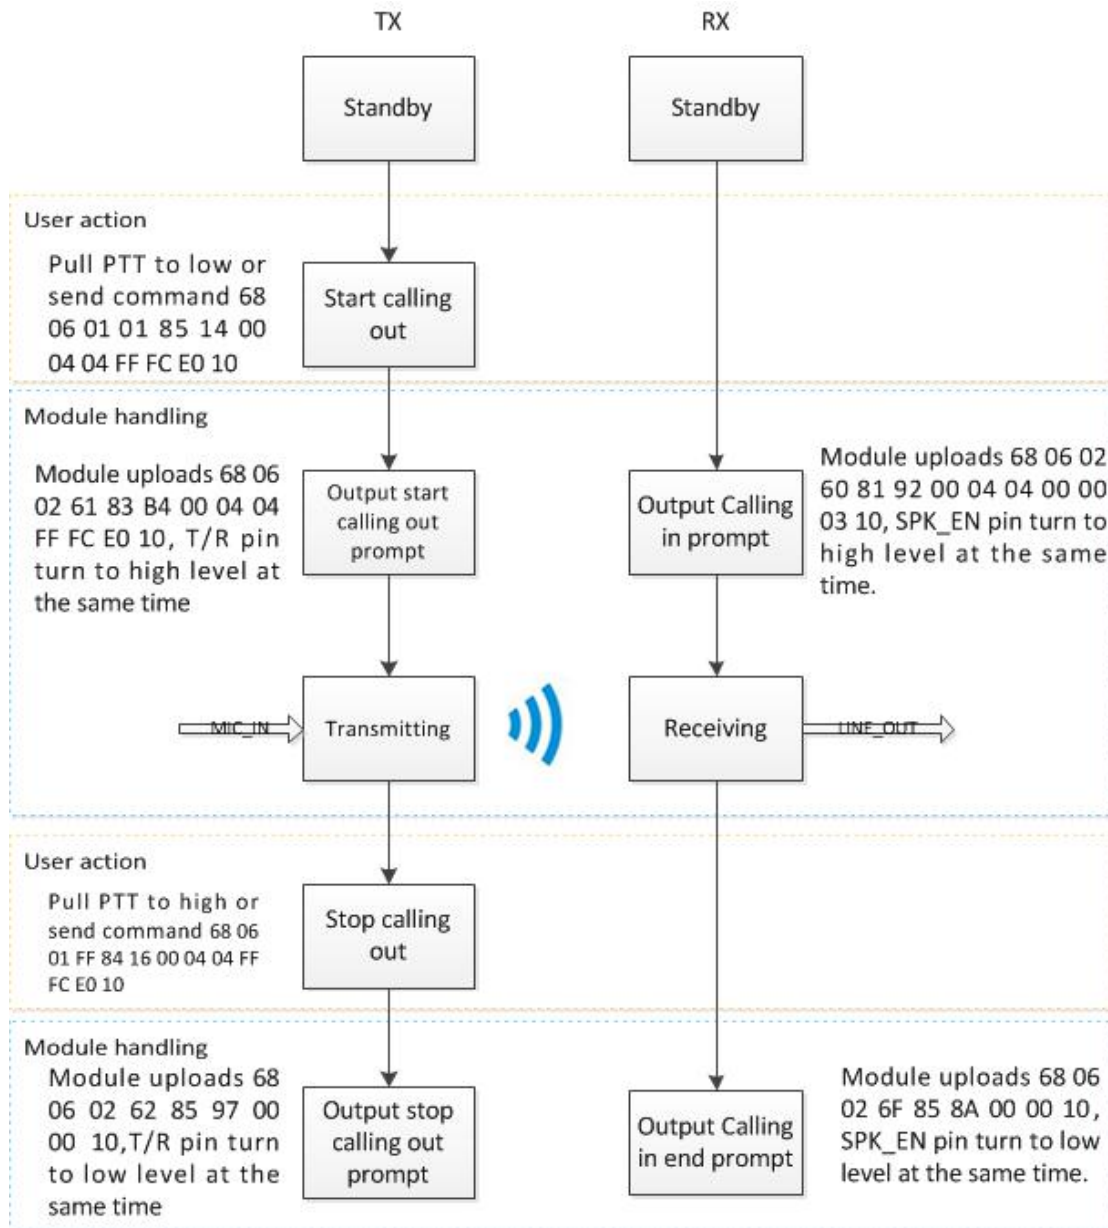 TX
RX
Standby
Standby
User action
Pull PTT to low or
send command 68
06 01 01 85 14 00
04 04 FF FC E0 10
Start calling
out
Module handling
Module uploads 68 06
02 61 83 B4 00 04 04
FF FC E0 10, T/R pin
turn to high level at
the same time
Output start
calling out
prompt
Output Calling
in prompt
Module uploads 68 06 02
60 81 92 00 04 04 00 00
03 10, SPK_EN pin turn to
high level at the same
time.
MIC_IN
Transmitting
Receiving
LINE_OUT
User action
Pull PTT to high or
send command 68 06
01 FF 84 16 00 04 04 FF
FC E0 10
Stop calling
out
Module handling
Module uploads 68
06 02 62 85 97 00
00 10,T/R pin turn
to low level at the
same time
Output stop
calling out
prompt
Output Calling
in end prompt
Module uploads 68 06
02 6F 85 8A 00 00 10,
SPK_EN pin turn to low
level at the same time.